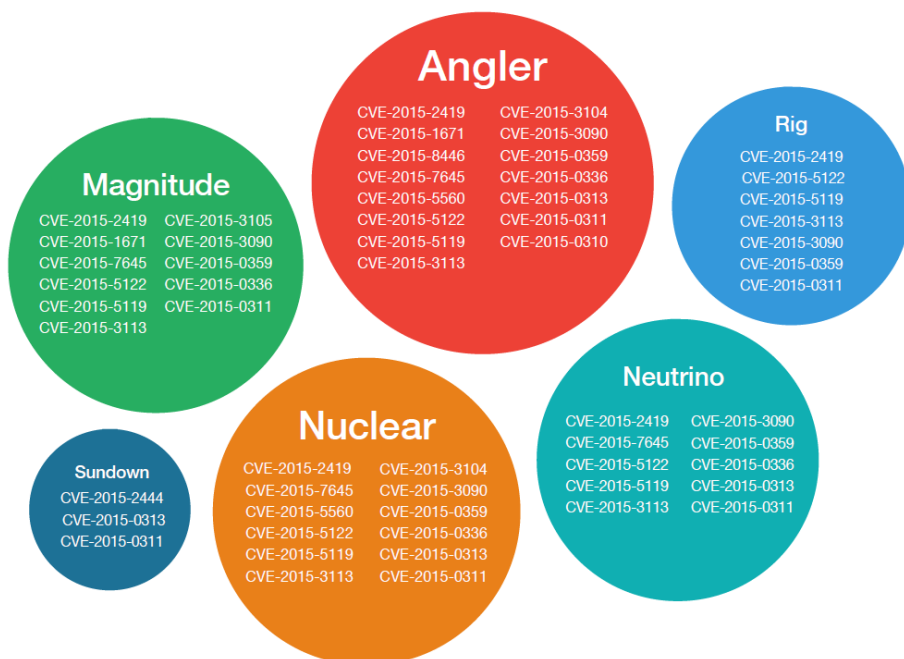 Angler
CVE-2015-2419 CVE-2015-3104
CVE-2015-1671 CVE-2015-3090
CVE-2015-8446 CVE-2015-0359
CVE-2015-7645 CVE-2015-0336
CVE-2015-5560 CVE-2015-0313
CVE-2015-5122 CVE-2015-0311
CVE-2015-5119 CVE-2015-0310
CVE-2015-3113
Rig
CVE-2015-2419
CVE-2015-5122
CVE-2015-5119
CVE-2015-3113
CVE-2015-3090
CVE-2015-0359
CVE-2015-0311
Magnitude
CVE-2015-2419 CVE-2015-3105
CVE-2015-1671 CVE-2015-3090
CVE-2015-7645 CVE-2015-0359
CVE-2015-5122 CVE-2015-0336
CVE-2015-5119 CVE-2015-0311
CVE-2015-3113
Neutrino
CVE-2015-2419 CVE-2015-3090
CVE-2015-7645 CVE-2015-0359
CVE-2015-5122 CVE-2015-0336
CVE-2015-5119 CVE-2015-0313
CVE-2015-3113 CVE-2015-0311
Nuclear
CVE-2015-2419 CVE-2015-3104
CVE-2015-7645 CVE-2015-3090
CVE-2015-5560 CVE-2015-0359
CVE-2015-5122 CVE-2015-0336
CVE-2015-5119 CVE-2015-0313
CVE-2015-3113 CVE-2015-0311
Sundown
CVE-2015-2444
CVE-2015-0313
CVE-2015-0311